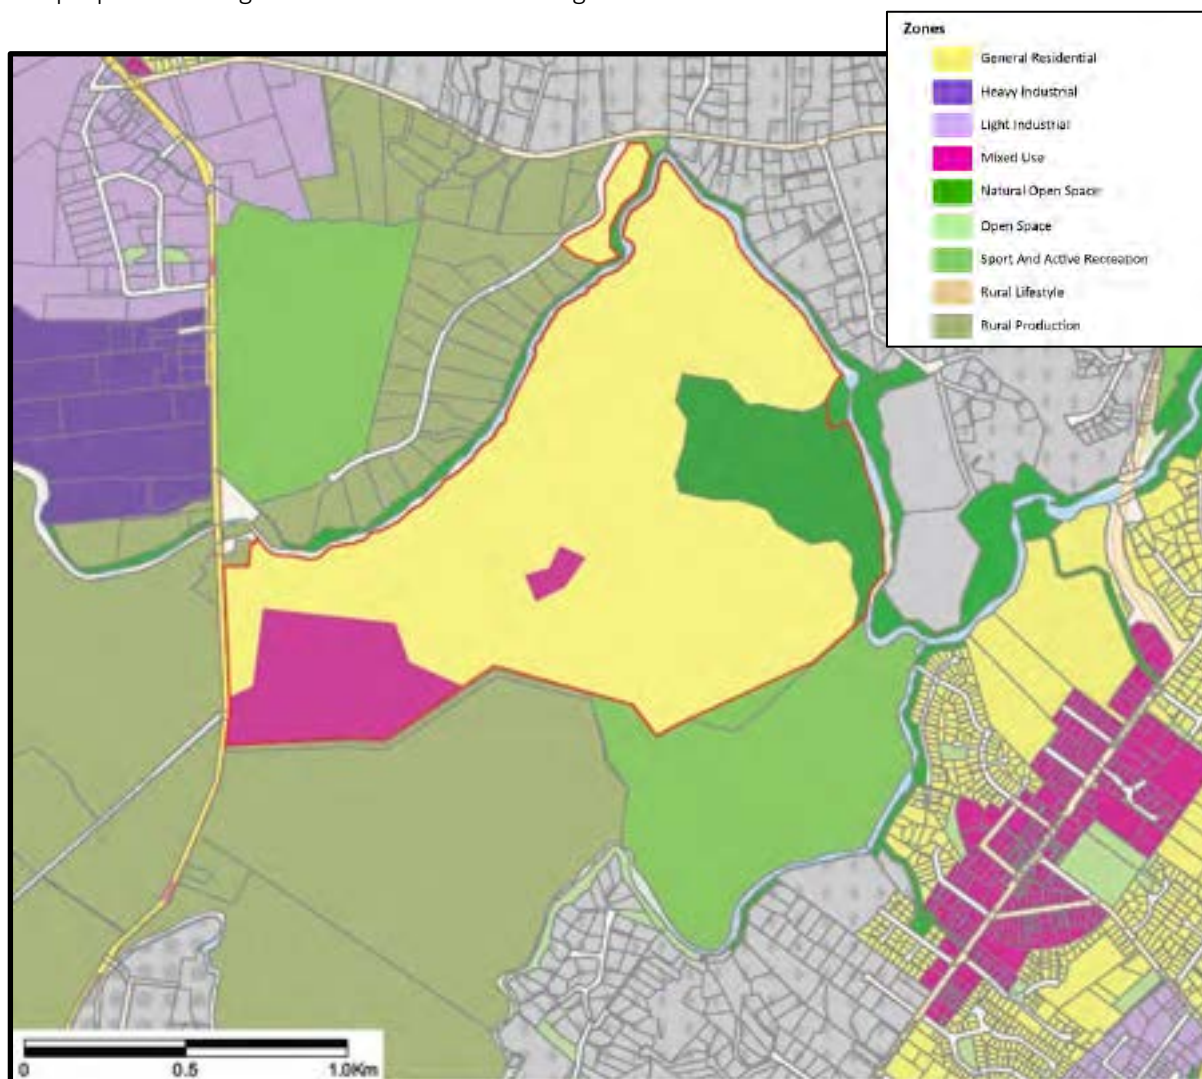 Zones
General Residential
Heavy Industrial
Light Industrial
Mixed Use
Natural Open Space
Open Space
Sport And Active Recreation
Rural Lifestyle
Rural Production
0 0.5 1.0Km